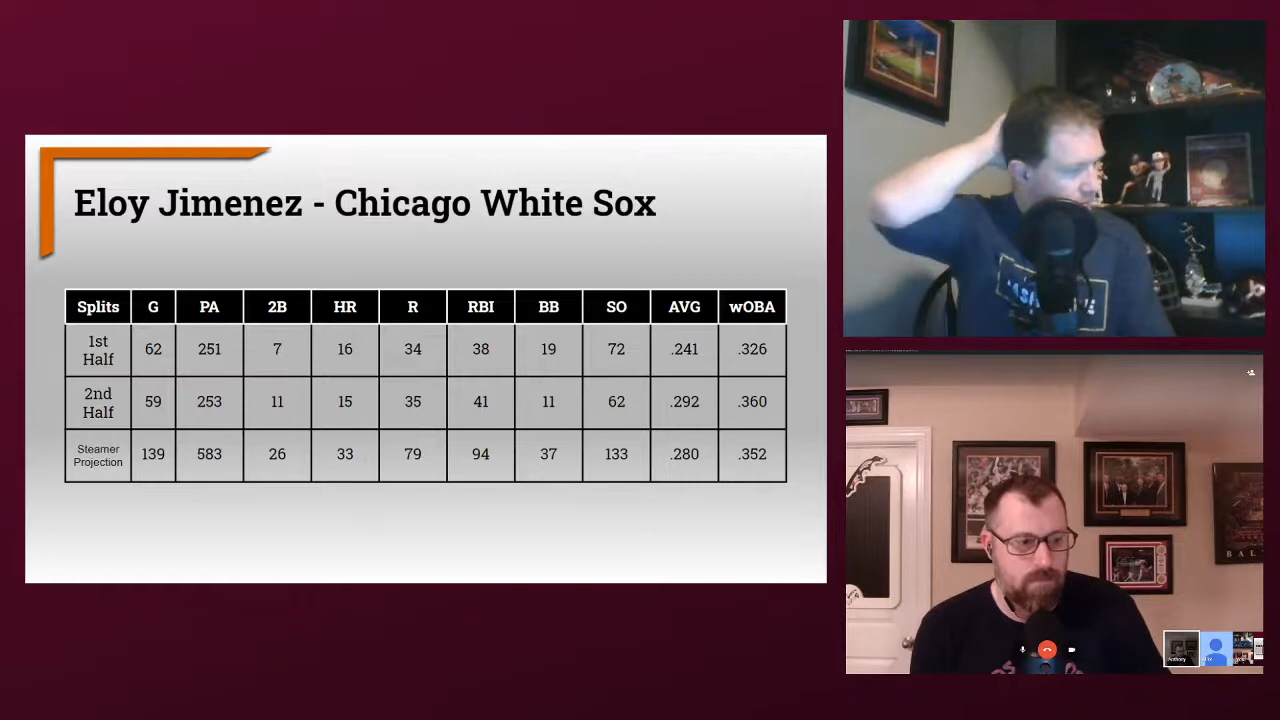 Eloy Jimenez - Chicago White Sox
Splits G PA 2B HR R RBI BB SO AVG wOBA
1st
Half 62 251 7 16 34 38 19 72 .241 .326
2nd
Half 59 253 11 15 35 41 11 62 .292 .360
Steamer
Projection 139 583 26 33 79 94 37 133 .280 .352
BAL
Anthony